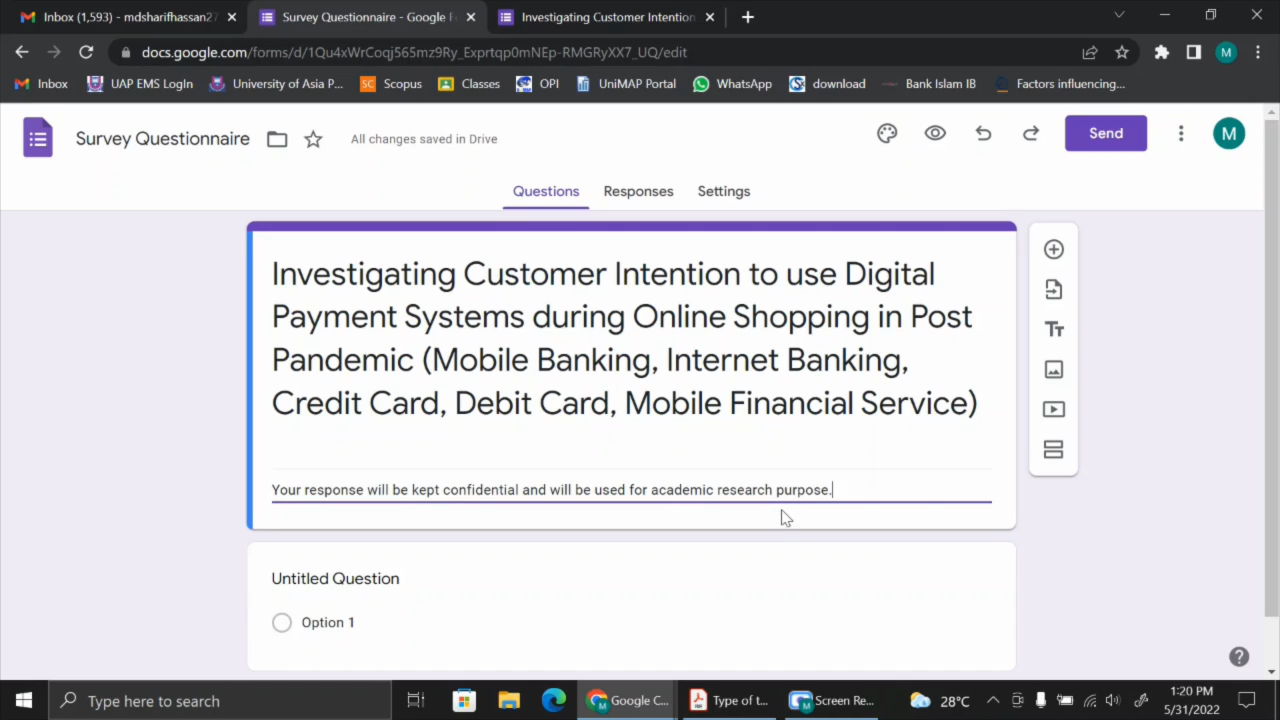 Inbox (1,593) - mdsharifhassan27
Survey Questionnaire - Google Fo
Investigating Customer Intention
docs.google.com/forms/d/1Qu4xWrCoqj565mz9Ry_Exprtqp0mNEp-RMGRyXX7_UQ/edit
M
Inbox
UAP EMS LogIn
University of Asia P...
SC Scopus
Classes
OPI
UniMAP Portal
WhatsApp
download
Bank Islam IB
Factors influencing...
Survey Questionnaire
All changes saved in Drive
Send
M
Questions
Responses
Settings
Investigating Customer Intention to use Digital
Payment Systems during Online Shopping in Post
Pandemic (Mobile Banking, Internet Banking,
Credit Card, Debit Card, Mobile Financial Service)
Tт
Your response will be kept confidential and will be used for academic research purpose.
Untitled Question
Option 1
Type here to search
Google C...
Type of t...
Screen Re...
28°C
1:20 PM
5/31/2022